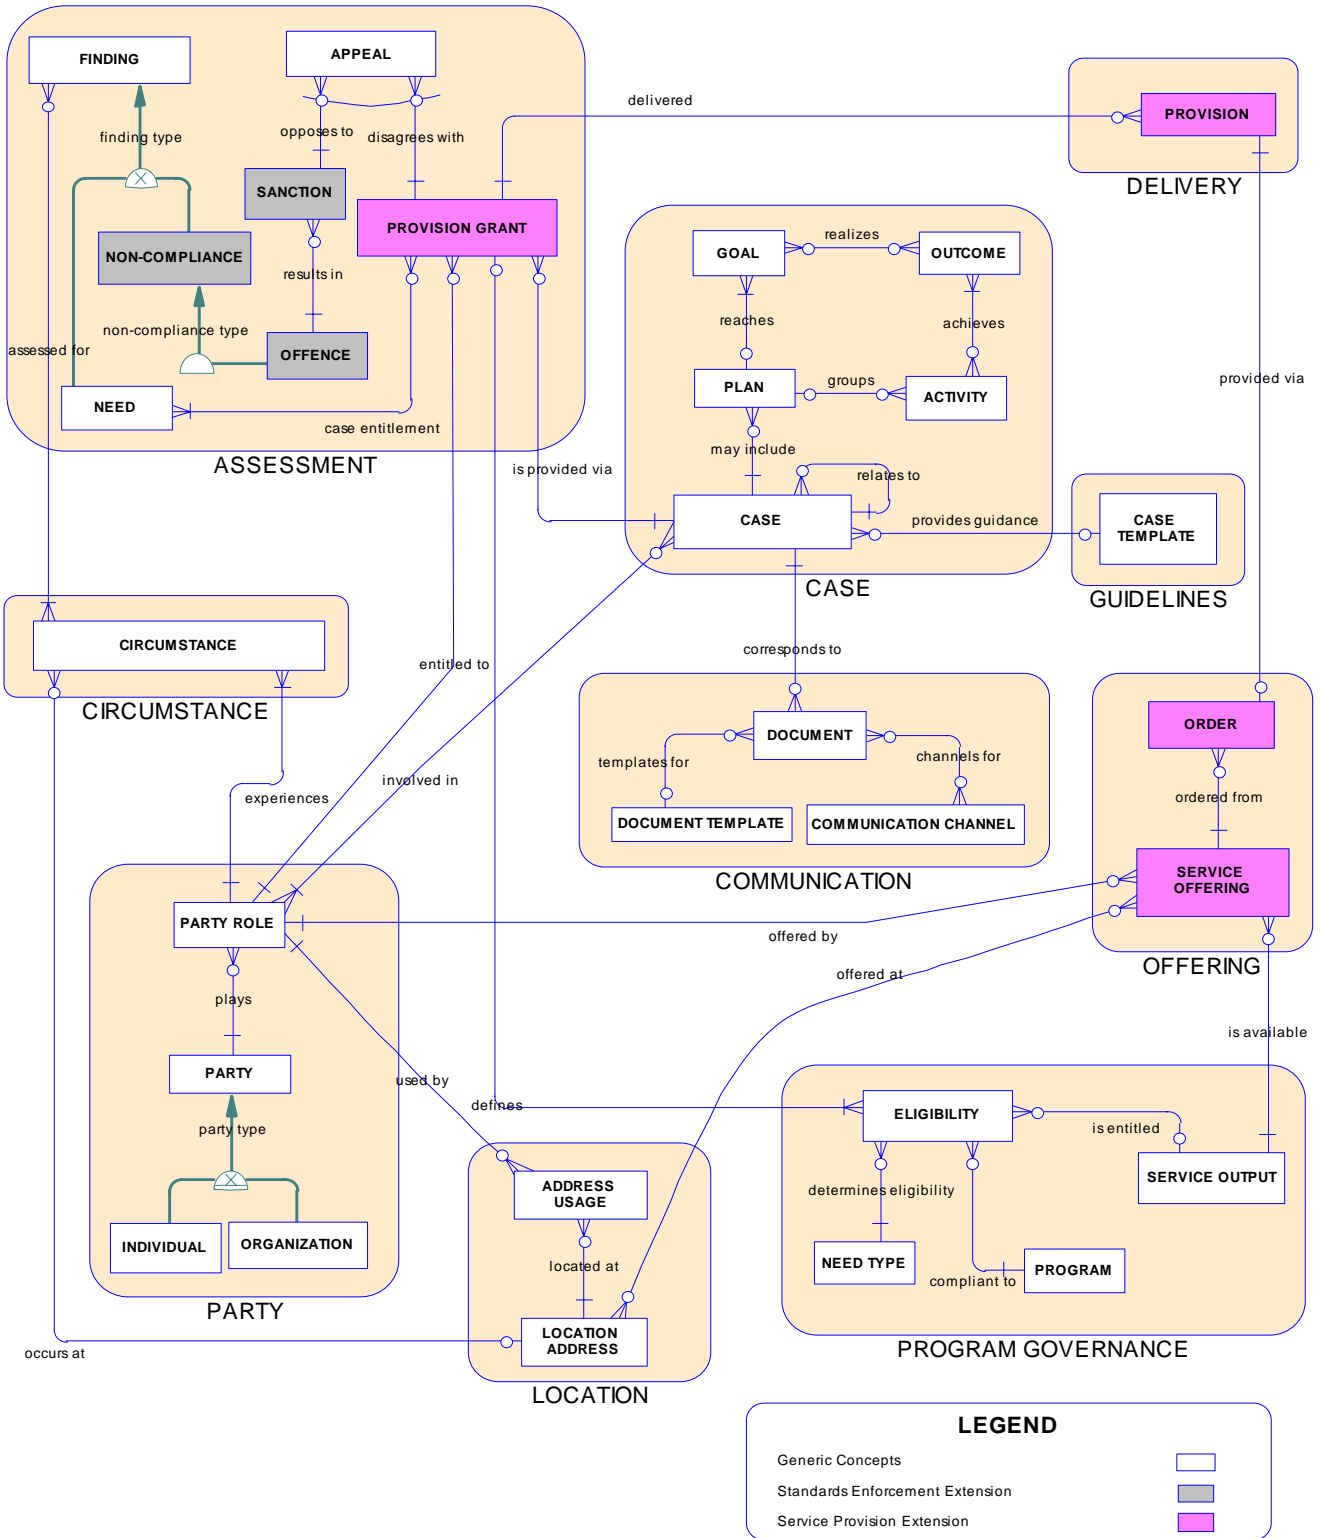 FINDING
APPEAL
finding type
opposes to
disagrees with
SANCTION
PROVISION GRANT
NON-COMPLIANCE
results in
non-compliance type
OFFENCE
assessed for
NEED
case entitlement
ASSESSMENT
delivered
PROVISION
DELIVERY
GOAL
realizes
OUTCOME
reaches
achieves
PLAN
groups
ACTIVITY
may include
relates to
is provided via
CASE
provides guidance
CASE
provided via
CASE
TEMPLATE
GUIDELINES
CIRCUMSTANCE
CIRCUMSTANCE
entitled to
corresponds to
DOCUMENT
templates for
channels for
DOCUMENT TEMPLATE
COMMUNICATION CHANNEL
COMMUNICATION
ORDER
ordered from
SERVICE
OFFERING
OFFERING
involved in
experiences
PARTY ROLE
offered by
offered at
plays
PARTY
party type
INDIVIDUAL
ORGANIZATION
PARTY
used by
defines
is available
ELIGIBILITY
is entitled
SERVICE OUTPUT
determines eligibility
NEED TYPE
compliant to
PROGRAM
PROGRAM GOVERNANCE
ADDRESS
USAGE
located at
LOCATION
ADDRESS
LOCATION
occurs at
LEGEND
Generic Concepts
Standards Enforcement Extension
Service Provision Extension